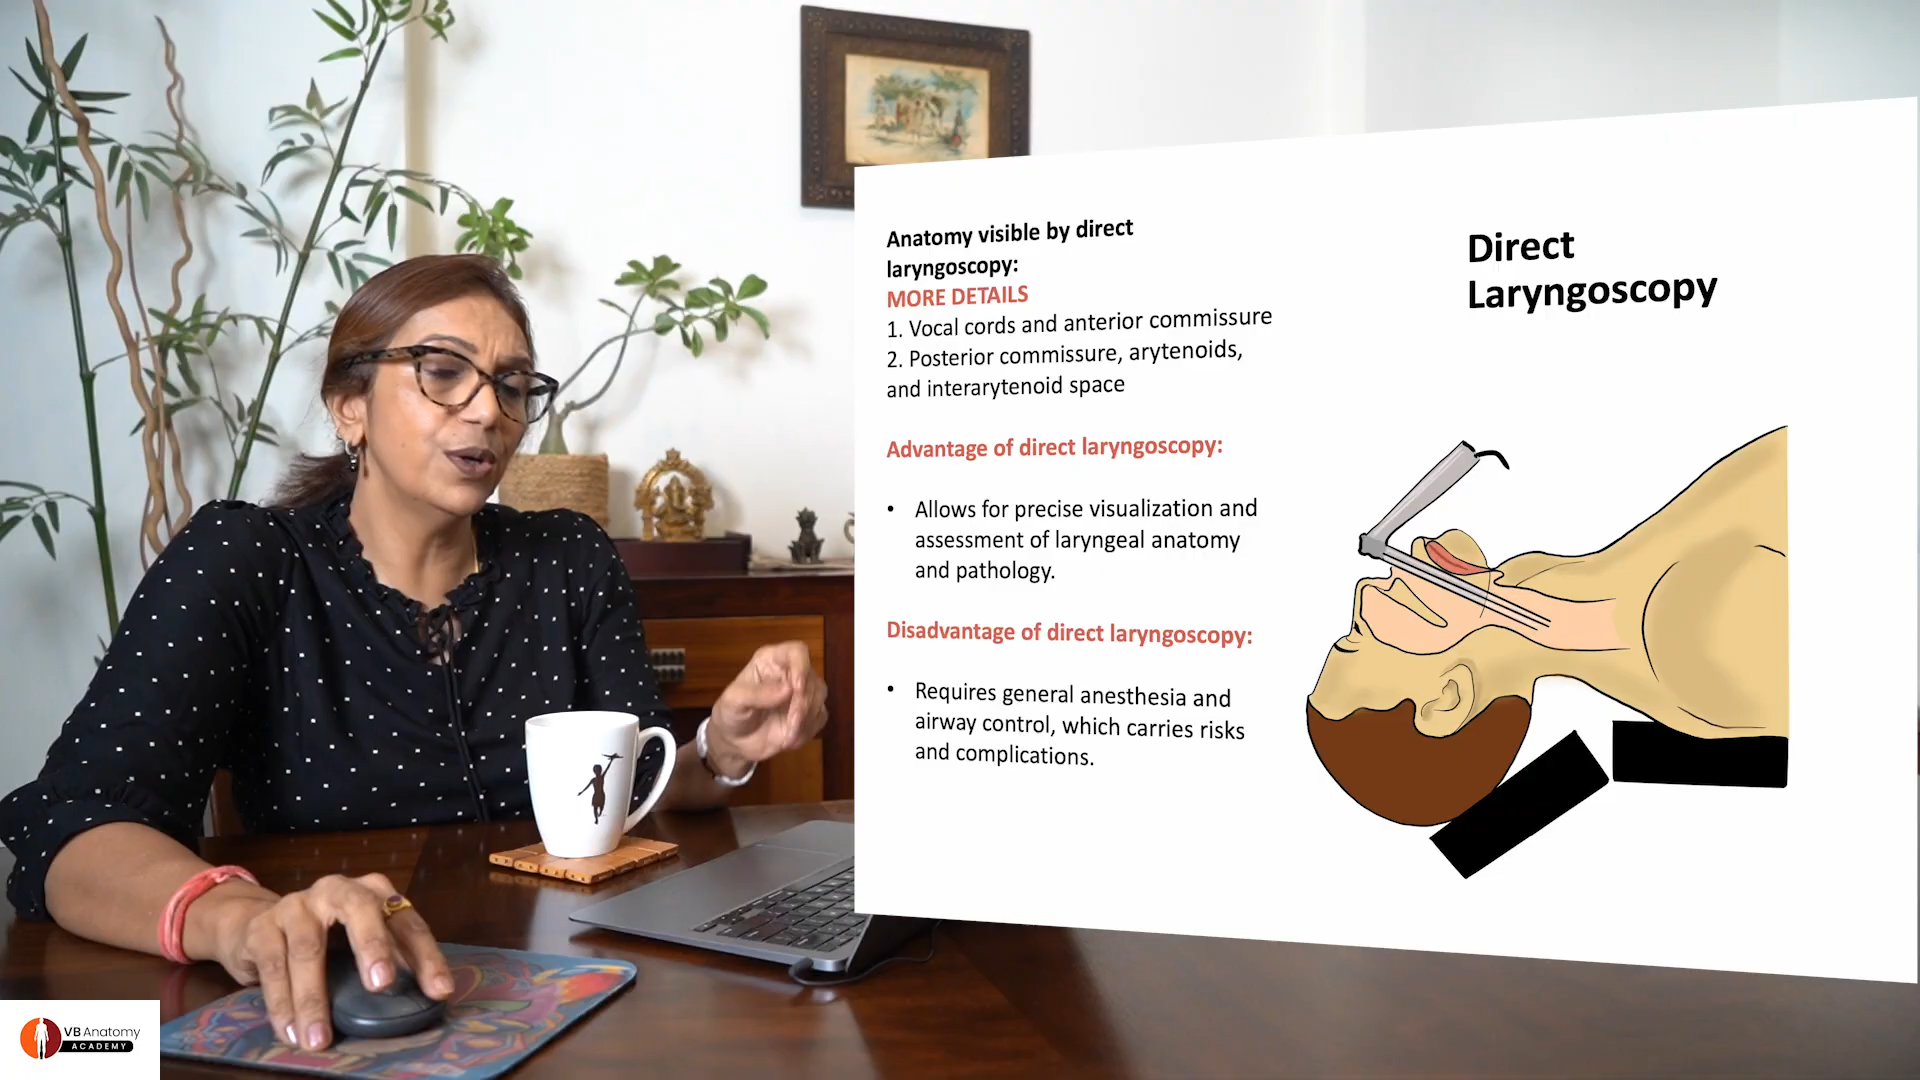 Anatomy visible by direct
laryngoscopy:
MORE DETAILS
1. Vocal cords and anterior commissure
2. Posterior commissure, arytenoids,
and interarytenoid space
Advantage of direct laryngoscopy:
• Allows for precise visualization and
assessment of laryngeal anatomy
and pathology.
Disadvantage of direct laryngoscopy:
• Requires general anesthesia and
airway control, which carries risks
and complications.
Direct
Laryngoscopy
VB Anatomy
ACADEMY